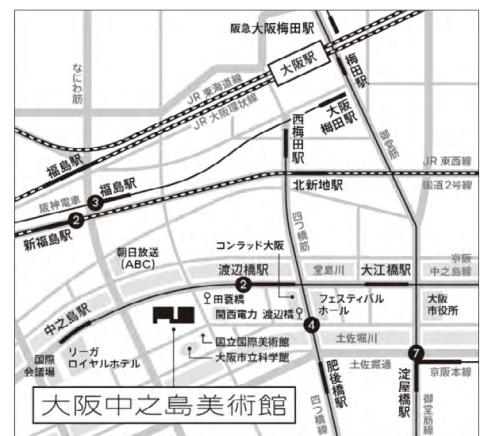 阪急大阪梅田駅
大阪駅
梅田駅
なにわ筋
JR 東海道線
JR 大阪環状線
大阪
梅田駅
西梅田駅
御堂筋
福島駅
福島駅
3
阪神電車
2
新福島駅
JR 東西線
北新地駅
国道2号線
四つ橋筋
朝日放送
(ABC)
コンラッド大阪
渡辺橋駅
2
堂島川
大江橋駅
京阪
中之島線
田蓑橋
関西電力
渡辺橋
フェスティバル
ホール
大阪
市役所
中之島駅
4
土佐堀川
国際
会議場
リーガ
ロイヤルホテル
国立国際美術館
大阪市立科学館
肥後橋駅
土佐堀通
7
淀屋橋駅
京阪本線
四つ橋線
御堂筋線
大阪中之島美術館